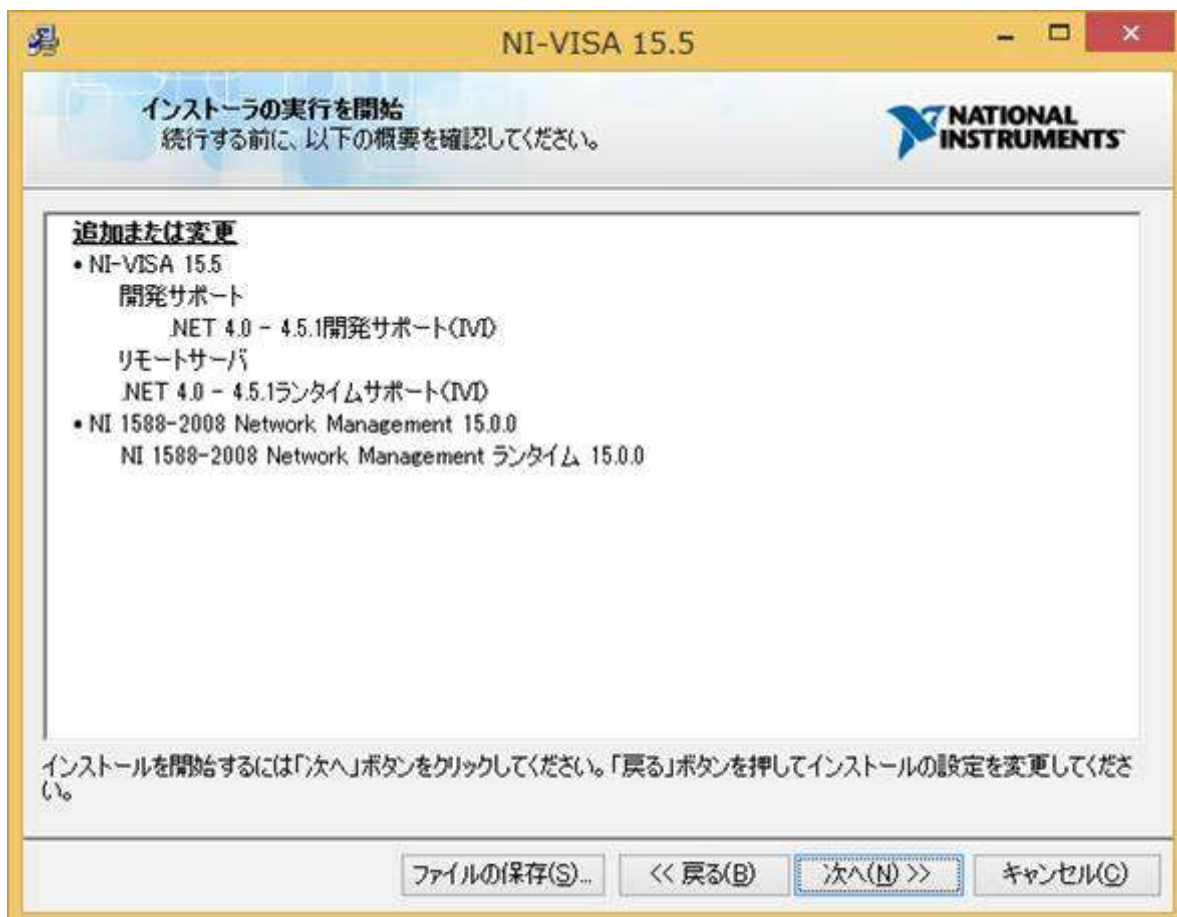 NI-VISA 15.5
インストーラの実行を開始
続行する前に、以下の概要を確認してください。
NATIONAL
INSTRUMENTS
追加または変更
• NI-VISA 15.5
開発サポート
.NET 4.0 - 4.5.1開発サポート(IVI)
リモートサーバ
.NET 4.0 - 4.5.1ランタイムサポート(IVI)
• NI 1588-2008 Network Management 15.0.0
NI 1588-2008 Network Management ランタイム 15.0.0
インストールを開始するには「次へ」ボタンをクリックしてください。「戻る」ボタンを押してインストールの設定を変更してくださ
い。
ファイルの保存(S)... << 戻る(B) 次へ(N) >> キャンセル(C)